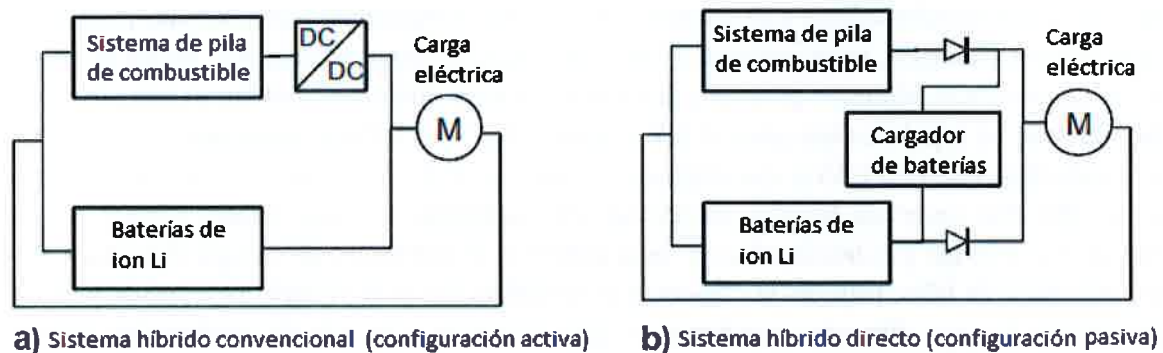 Sistema de pila
de combustible
DC
DC
Carga
eléctrica
M
Baterías de
ion Li
a) Sistema híbrido convencional (configuración activa)
Sistema de pila
de combustible
Carga
eléctrica
M
Cargador
de baterías
Baterías de
ion Li
b) Sistema híbrido directo (configuración pasiva)